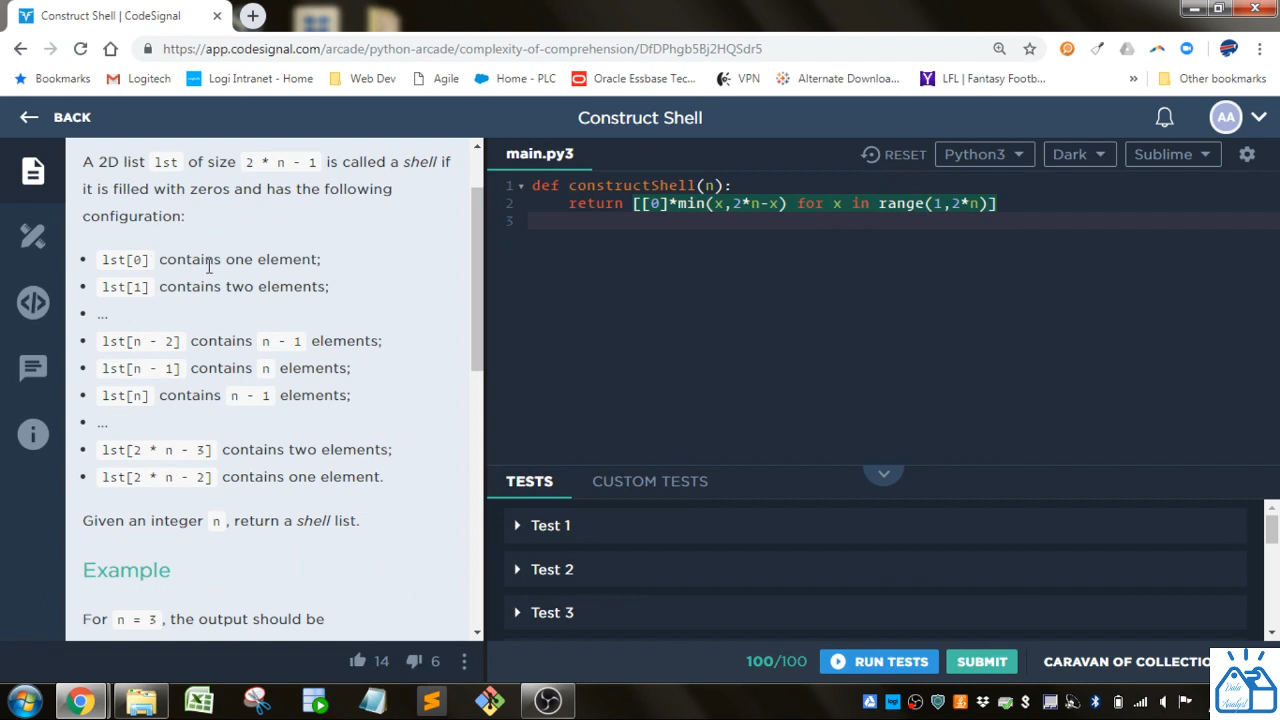 Construct Shell | CodeSignal
https://app.codesignal.com/arcade/python-arcade/complexity-of-comprehension/DfDPhgb5Bj2HQSdr5
Bookmarks Logitech Logi Intranet - Home Web Dev Agile Home - PLC Oracle Essbase Tec... VPN Alternate Downloa... LFL | Fantasy Footb... » Other bookmarks
BACK
Construct Shell
AA
A 2D list lst of size 2 * n - 1 is called a shell if
it is filled with zeros and has the following
configuration:
• lst[0] contains one element;
• lst[1] contains two elements;
• ...
• lst[n - 2] contains n - 1 elements;
• lst[n - 1] contains n elements;
• lst[n] contains n - 1 elements;
• ...
• lst[2 * n - 3] contains two elements;
• lst[2 * n - 2] contains one element.
Given an integer n, return a shell list.
Example
For n = 3, the output should be
14 6
main.py3
RESET Python3 Dark Sublime
1 def constructShell(n):
2 return [[0]*min(x,2*n-x) for x in range(1,2*n)]
3
TESTS CUSTOM TESTS
Test 1
Test 2
Test 3
100/100 RUN TESTS SUBMIT CARAVAN OF COLLECTIO
Data
Analyst